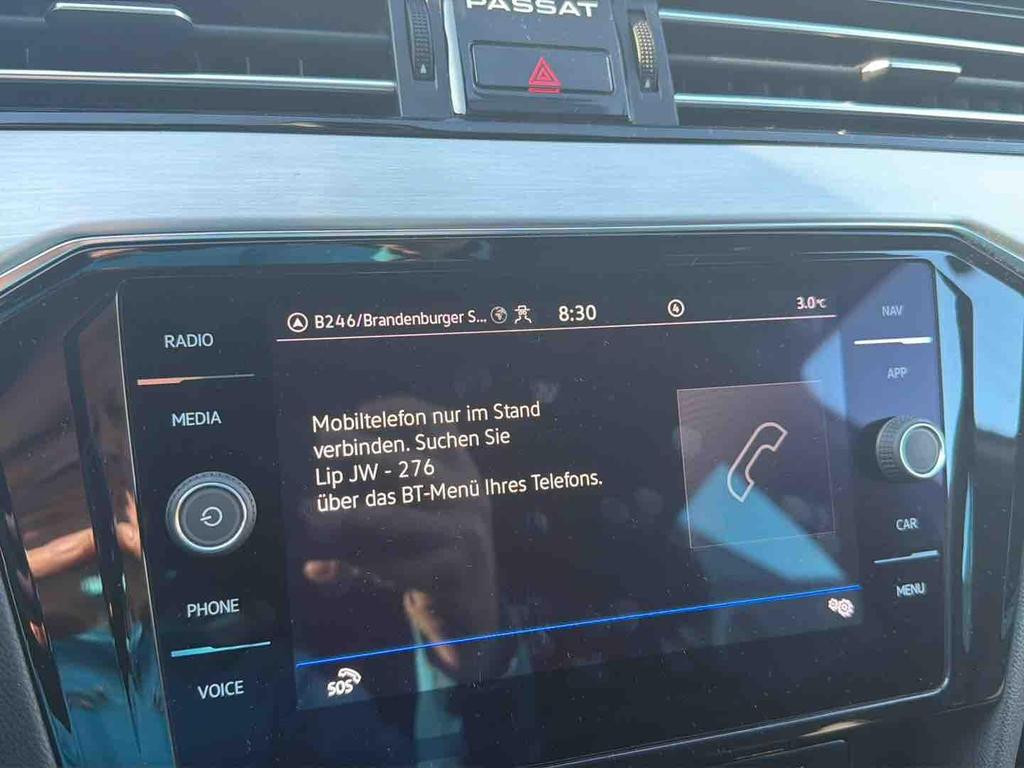 PASSAT
B246/Brandenburger S... 8:30 4 3.0°C
RADIO
MEDIA
PHONE
VOICE
Mobiltelefon nur im Stand
verbinden. Suchen Sie
Lip JW - 276
über das BT-Menü Ihres Telefons.
SOS
NAV
APP
CAR
MENU